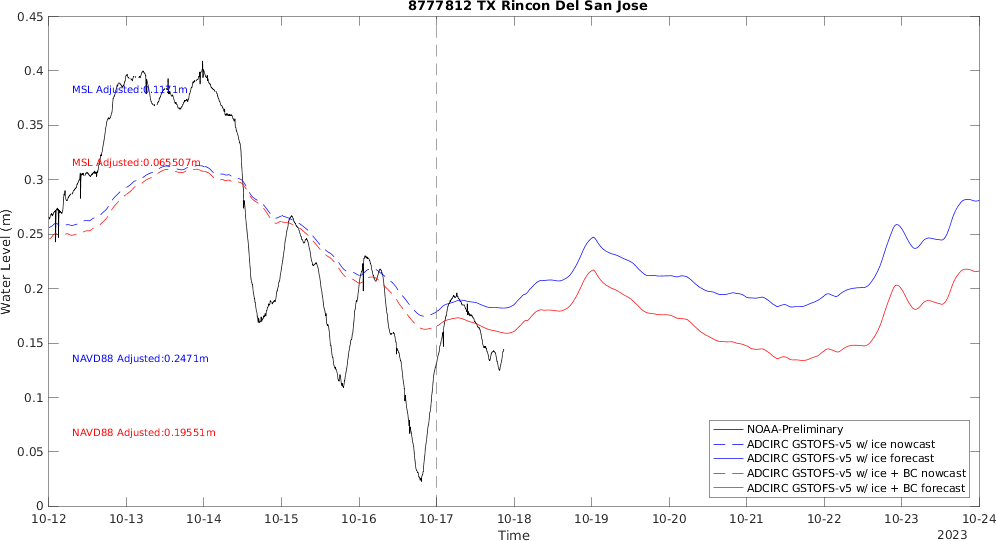 8777812 TX Rincon Del San Jose
0.45
0.4
0.35
0.3
0.25
0.2
0.15
0.1
0.05
0
Water Level (m)
MSL Adjusted:0.1171m
MSL Adjusted:0.065507m
NAVD88 Adjusted:0.2471m
NAVD88 Adjusted:0.19551m
NOAA-Preliminary
ADCIRC GSTOFS-v5 w/ ice nowcast
ADCIRC GSTOFS-v5 w/ ice forecast
ADCIRC GSTOFS-v5 w/ ice + BC nowcast
ADCIRC GSTOFS-v5 w/ ice + BC forecast
10-12 10-13 10-14 10-15 10-16 10-17 10-18 10-19 10-20 10-21 10-22 10-23 10-24
Time
2023